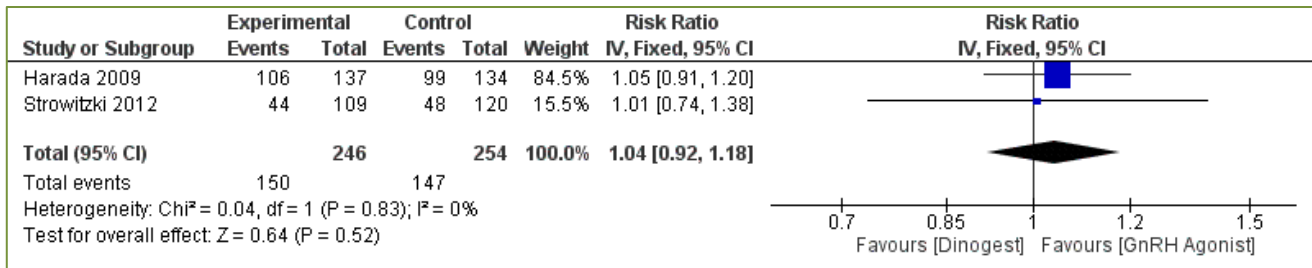 Experimental Control Risk Ratio Risk Ratio
Study or Subgroup Events Total Events Total Weight IV, Fixed, 95% CI IV, Fixed, 95% CI
Harada 2009 106 137 99 134 84.5% 1.05 [0.91, 1.20]
Strowitzki 2012 44 109 48 120 15.5% 1.01 [0.74, 1.38]
Total (95% CI) 246 254 100.0% 1.04 [0.92, 1.18]
Total events 150 147
Heterogeneity: Chi² = 0.04, df = 1 (P = 0.83); I² = 0%
Test for overall effect: Z = 0.64 (P = 0.52)
0.7 0.85 1 1.2 1.5
Favours [Dinogest] Favours [GnRH Agonist]